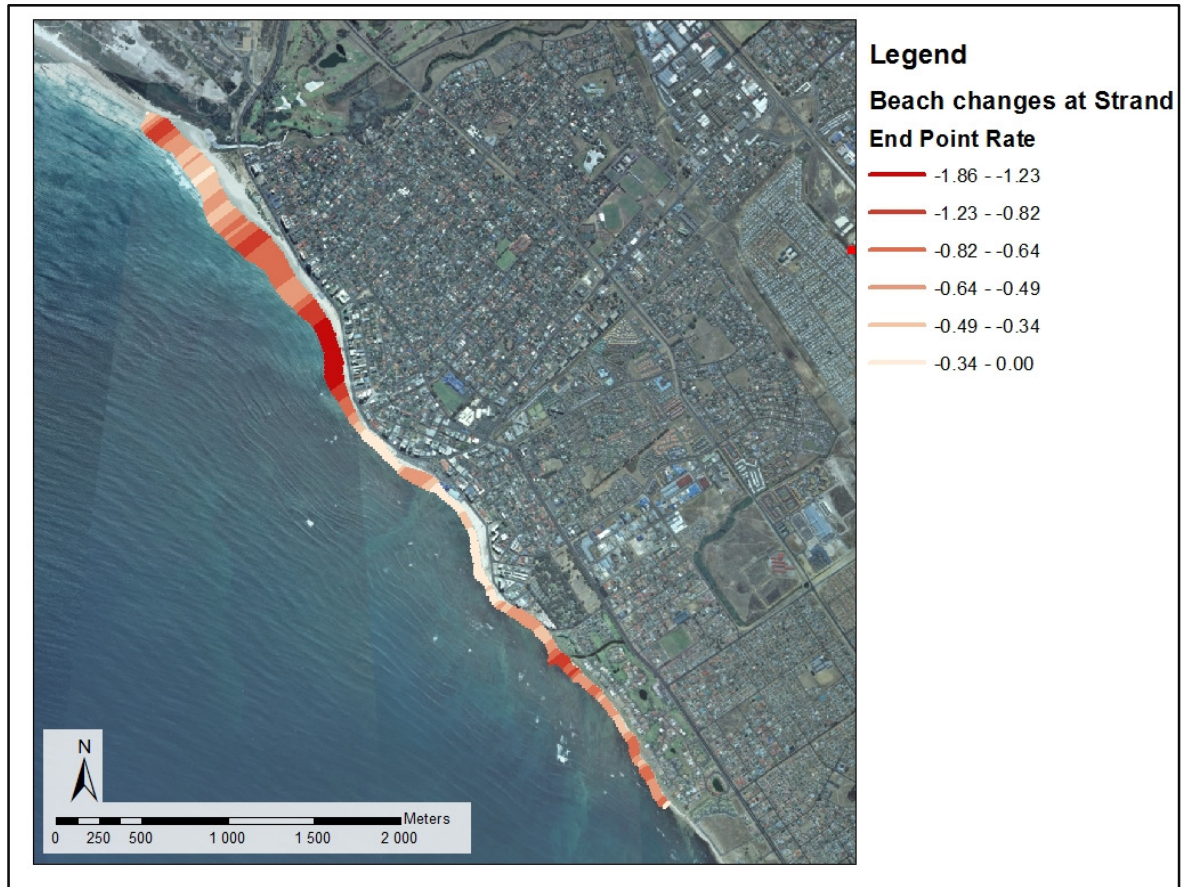 Legend
Beach changes at Strand
End Point Rate
-1.86 - -1.23
-1.23 - -0.82
-0.82 - -0.64
-0.64 - -0.49
-0.49 - -0.34
-0.34 - 0.00
N
Meters
0 250 500 1 000 1 500 2 000